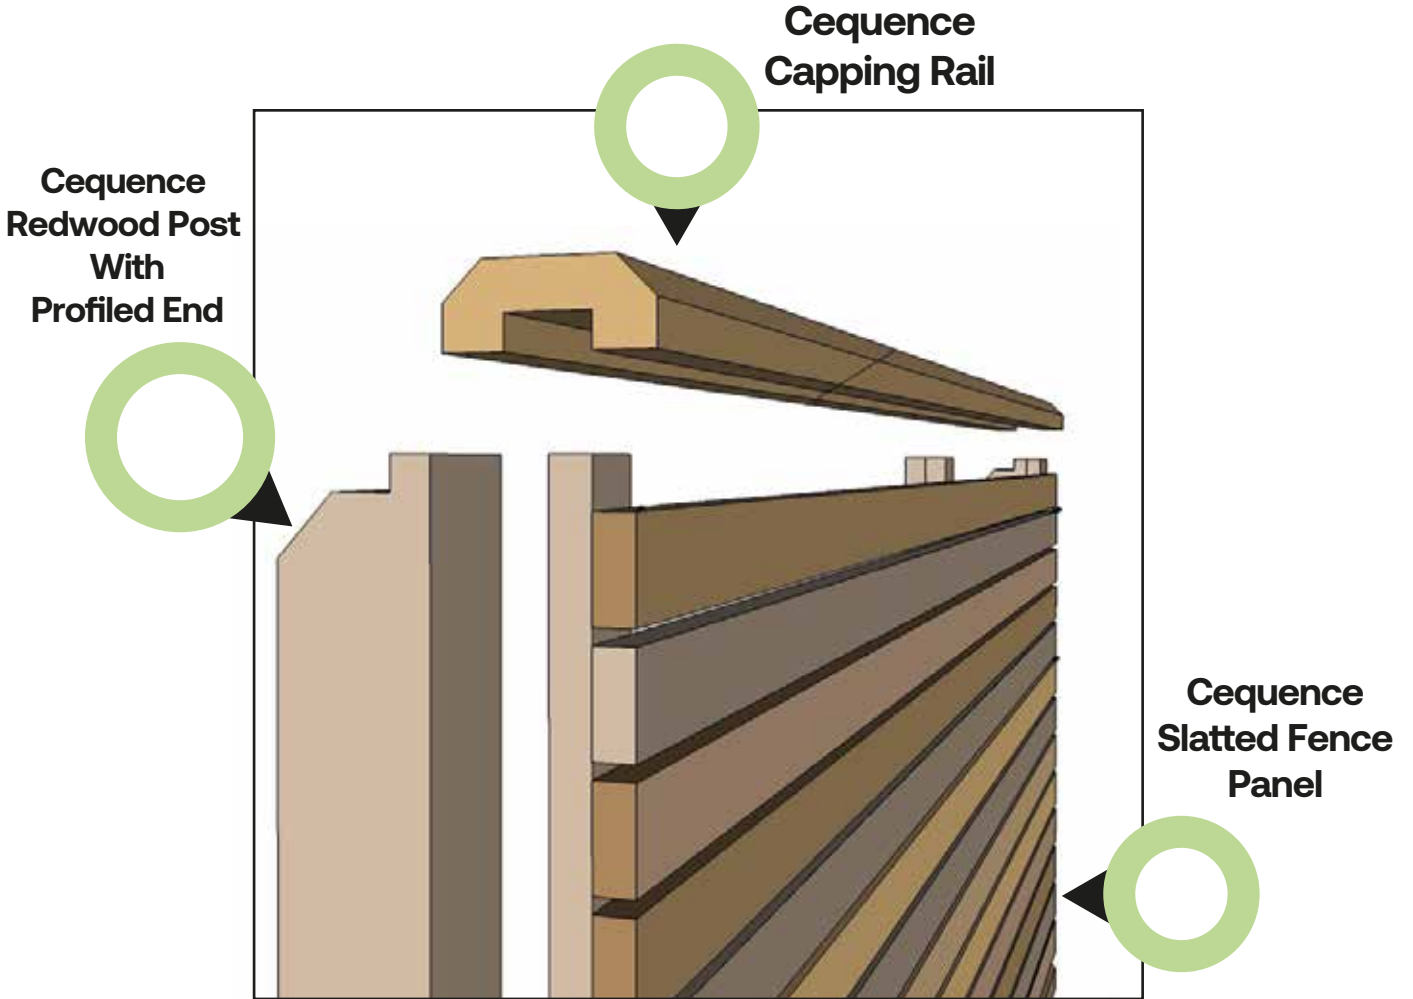 Cequence
Capping Rail
Cequence
Redwood Post
With
Profiled End
Cequence
Slatted Fence
Panel